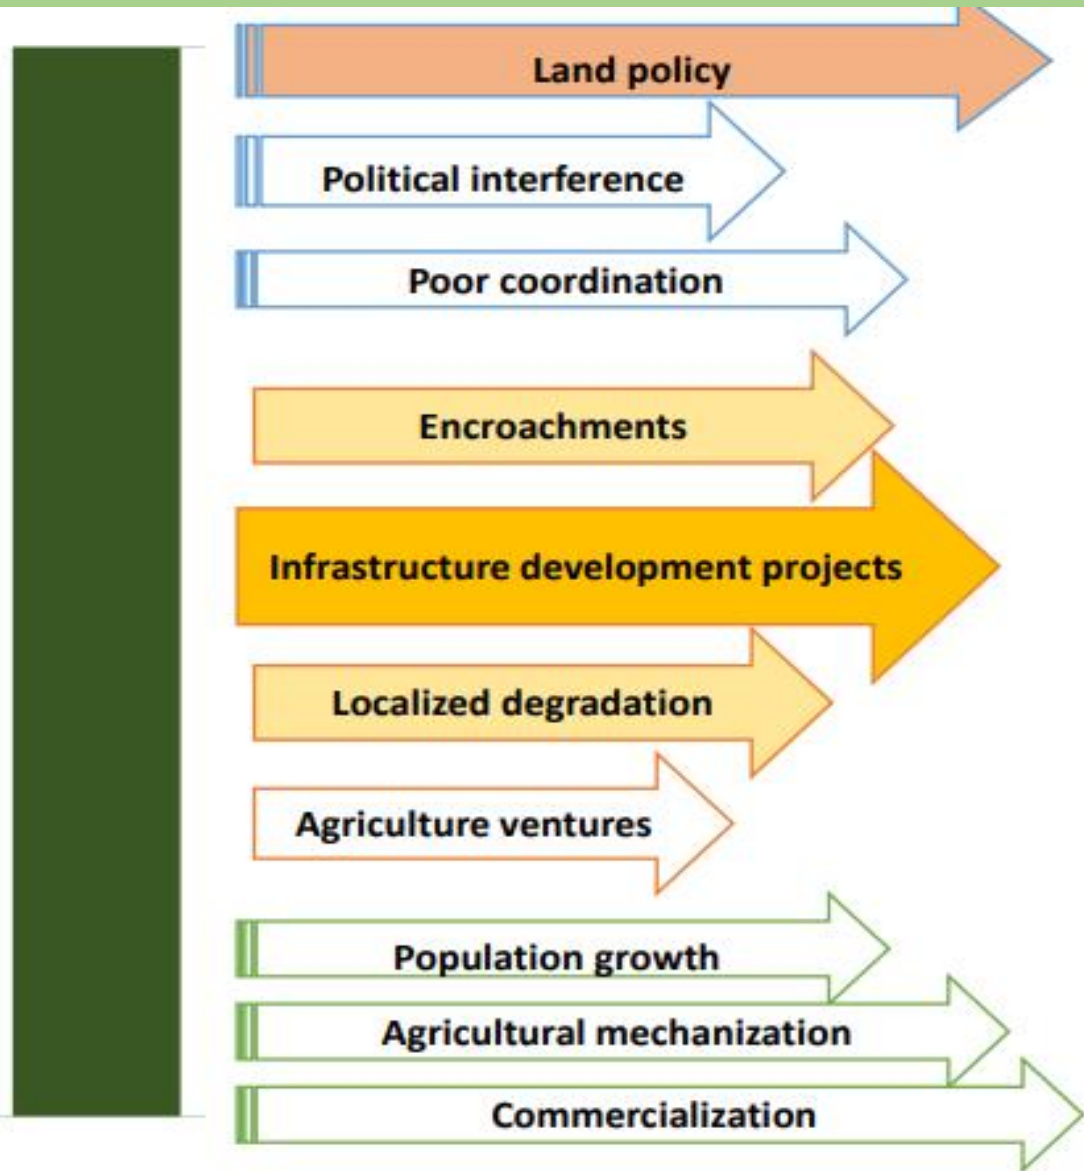 Land policy
Political interference
Poor coordination
Encroachments
Infrastructure development projects
Localized degradation
Agriculture ventures
Population growth
Agricultural mechanization
Commercialization